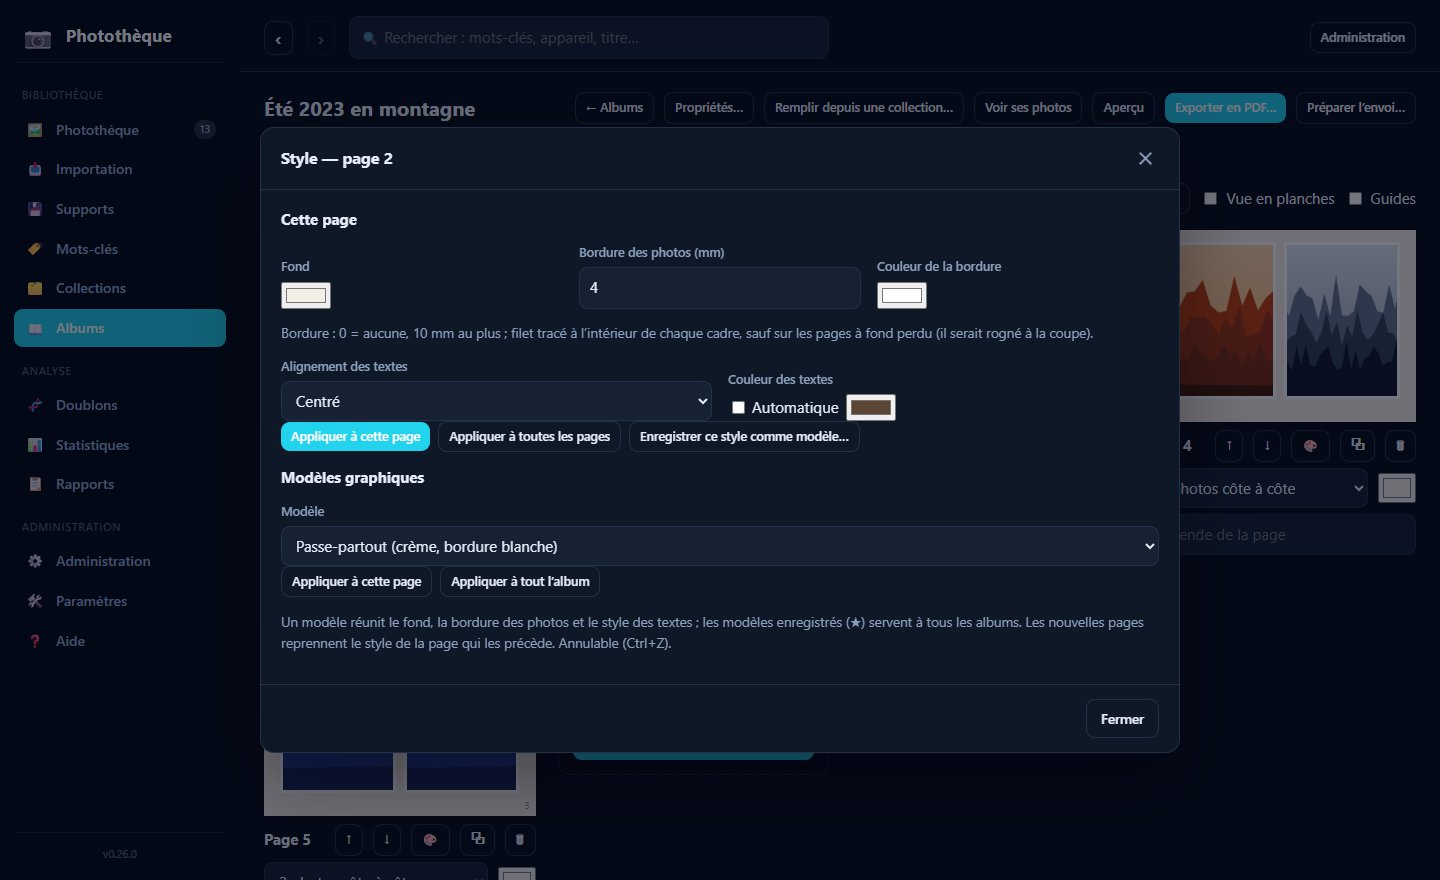 Photothèque
Rechercher : mots-clés, appareil, titre...
Administration
BIBLIOTHÈQUE
Photothèque 13
Importation
Supports
Mots-clés
Collections
Albums
ANALYSE
Doublons
Statistiques
Rapports
ADMINISTRATION
Administration
Paramètres
Aide
v0.26.0
Été 2023 en montagne
← Albums
Propriétés...
Remplir depuis une collection...
Voir ses photos
Aperçu
Exporter en PDF...
Préparer l'envoi...
Vue en planches
Guides
Style — page 2
Cette page
Fond
Bordure des photos (mm)
4
Couleur de la bordure
Bordure : 0 = aucune, 10 mm au plus ; filet tracé à l'intérieur de chaque cadre, sauf sur les pages à fond perdu (il serait rogné à la coupe).
Alignement des textes
Centré
Couleur des textes
Automatique
Appliquer à cette page
Appliquer à toutes les pages
Enregistrer ce style comme modèle...
Modèles graphiques
Modèle
Passe-partout (crème, bordure blanche)
Appliquer à cette page
Appliquer à tout l'album
Un modèle réunit le fond, la bordure des photos et le style des textes ; les modèles enregistrés (★) servent à tous les albums. Les nouvelles pages
reprennent le style de la page qui les précède. Annulable (Ctrl+Z).
Fermer
4 ↑ ↓
côte à côte
de la page
5
Page 5 ↑ ↓